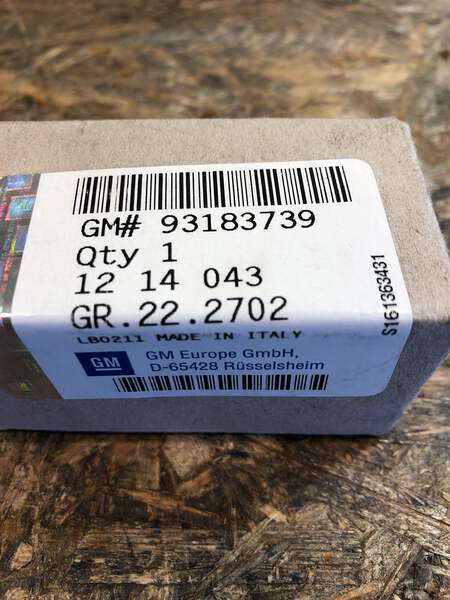 GM# 93183739
Qty 1
12 14 043
GR.22.2702
LB0211 MADE IN ITALY
GM
GM Europe GmbH,
D-65428 Rüsselsheim
S161363431